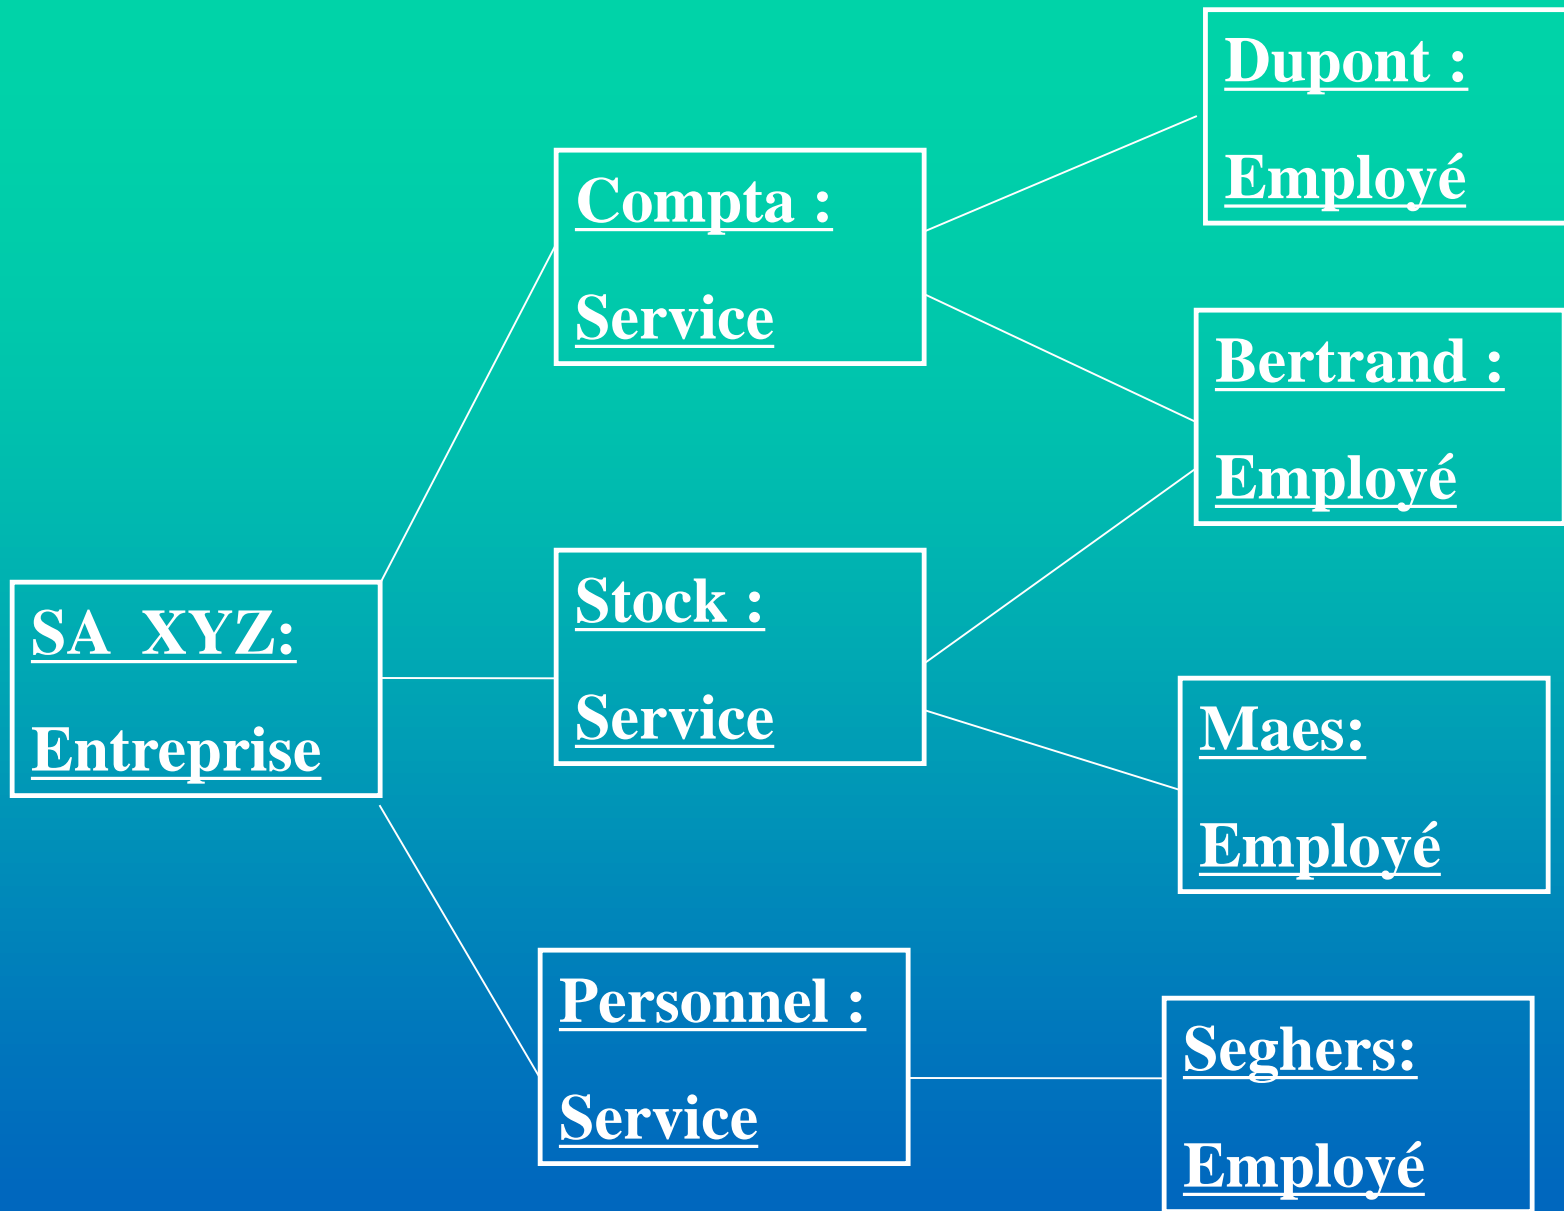 Dupont :
Employé
Compta :
Service
Bertrand :
Employé
Stock :
Service
SA XYZ:
Entreprise
Maes:
Employé
Personnel :
Service
Seghers:
Employé